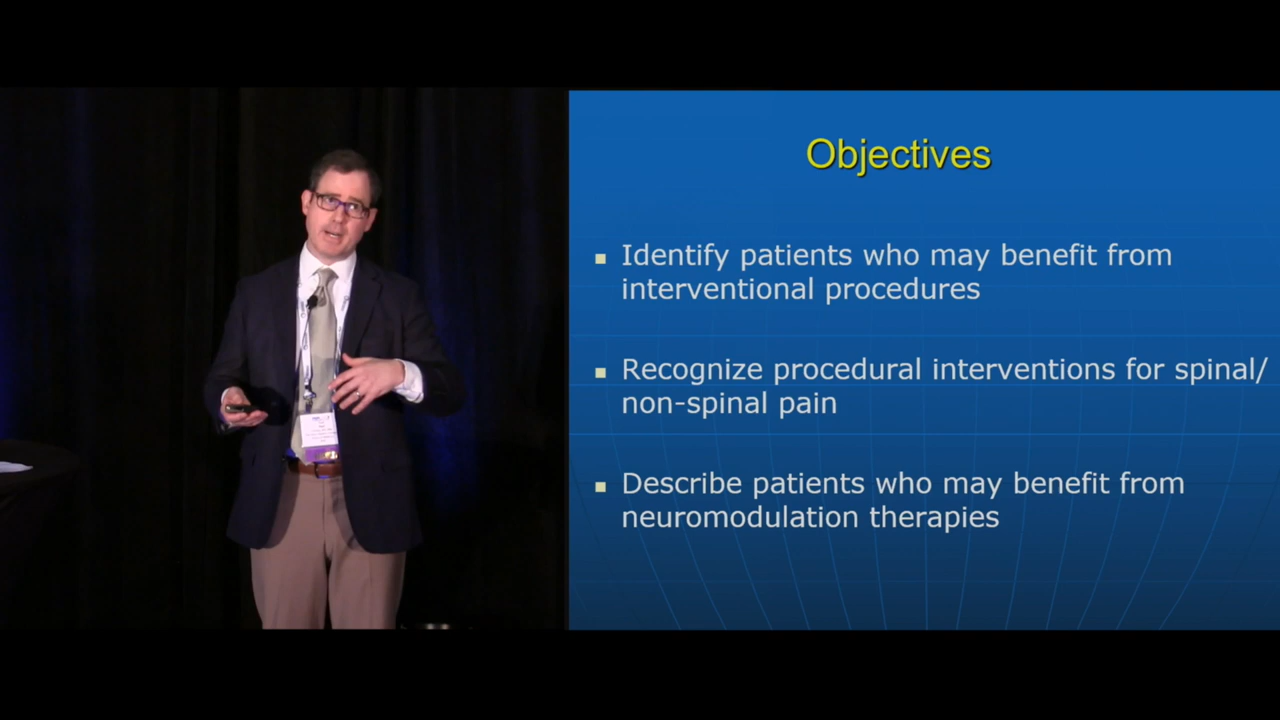 Objectives
Identify patients who may benefit from
interventional procedures
Recognize procedural interventions for spinal/
non-spinal pain
Describe patients who may benefit from
neuromodulation therapies